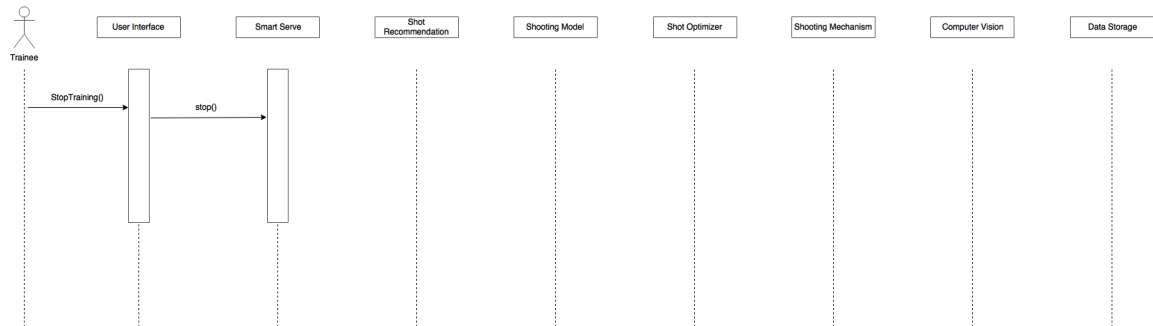 User Interface
Smart Serve
Shot
Recommendation
Shooting Model
Shot Optimizer
Shooting Mechanism
Computer Vision
Data Storage
Trainee
StopTraining()
stop()